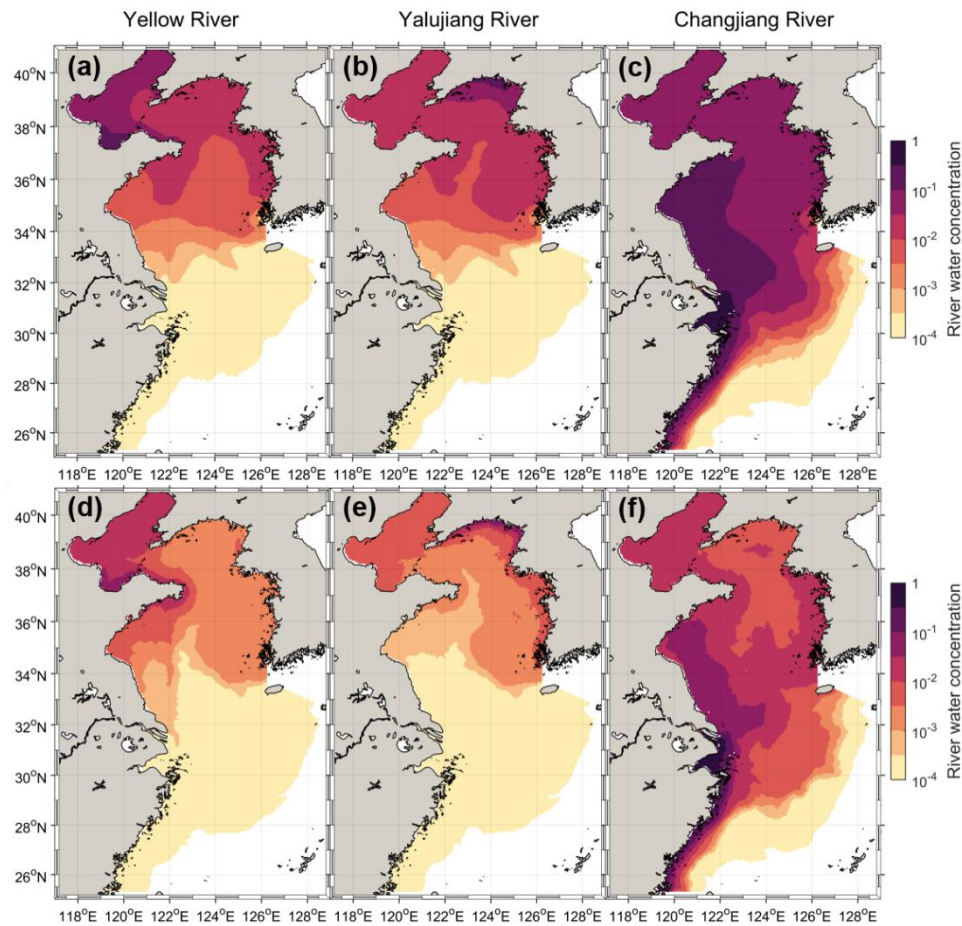 Yellow River Yalujiang River Changjiang River
(a) (b) (c)
40°N
38°N
36°N
34°N
32°N
30°N
28°N
26°N
1
10-1
10-2
10-3
10-4
River water concentration
118°E 120°E 122°E 124°E 126°E 128°E 118°E 120°E 122°E 124°E 126°E 128°E 118°E 120°E 122°E 124°E 126°E 128°E
(d) (e) (f)
40°N
38°N
36°N
34°N
32°N
30°N
28°N
26°N
1
10-1
10-2
10-3
10-4
River water concentration
118°E 120°E 122°E 124°E 126°E 128°E 118°E 120°E 122°E 124°E 126°E 128°E 118°E 120°E 122°E 124°E 126°E 128°E